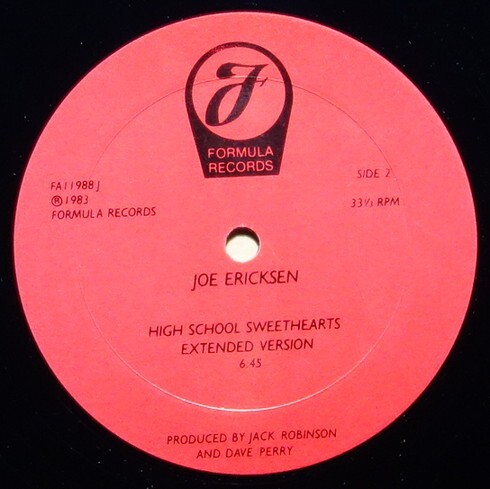 F
FORMULA
RECORDS
FA11988J
Ⓡ1983
FORMULA RECORDS
SIDE 2
33⅓ RPM
JOE ERICKSEN
HIGH SCHOOL SWEETHEARTS
EXTENDED VERSION
6:45
PRODUCED BY JACK ROBINSON
AND DAVE PERRY